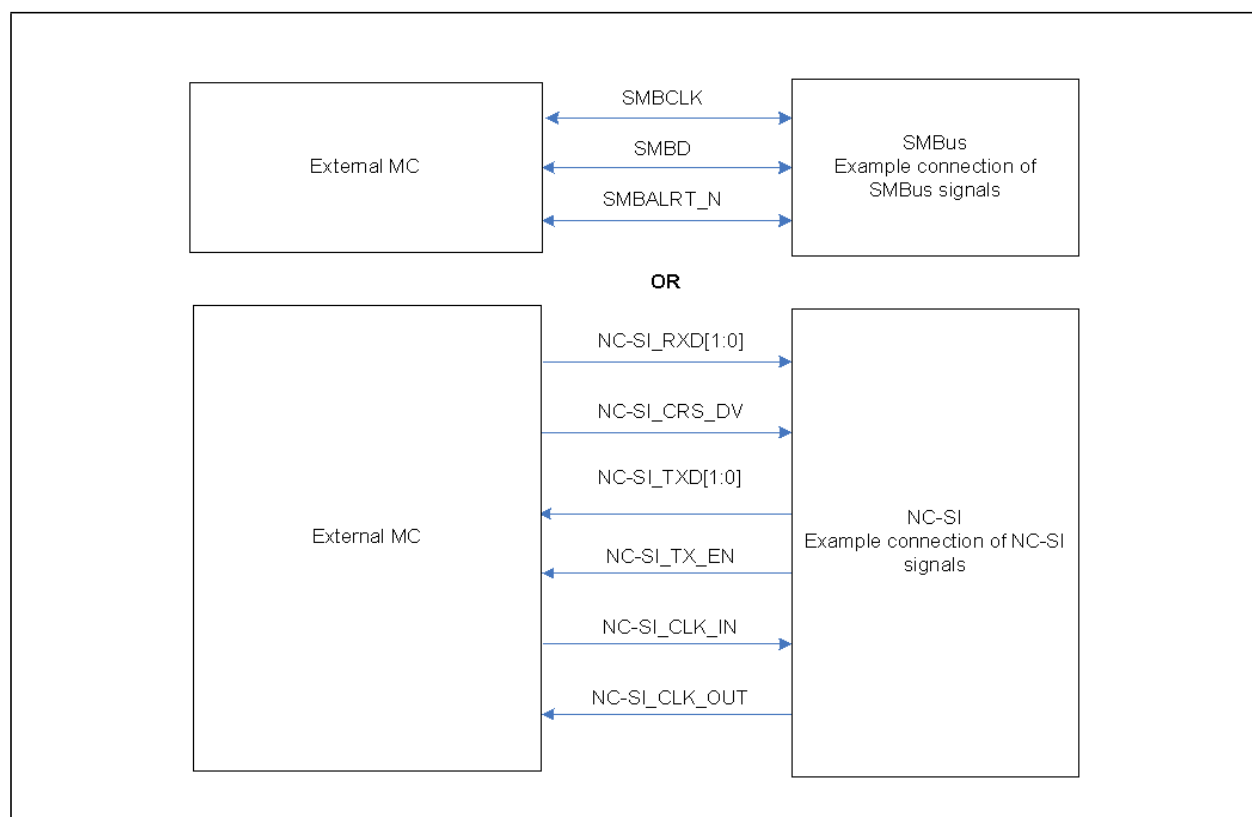 SMBCLK
SMBD
SMBALRT_N
External MC
SMBus
Example connection of
SMBus signals
OR
NC-SI_RXD[1:0]
NC-SI_CRS_DV
NC-SI_TXD[1:0]
NC-SI_TX_EN
NC-SI_CLK_IN
NC-SI_CLK_OUT
External MC
NC-SI
Example connection of NC-SI
signals